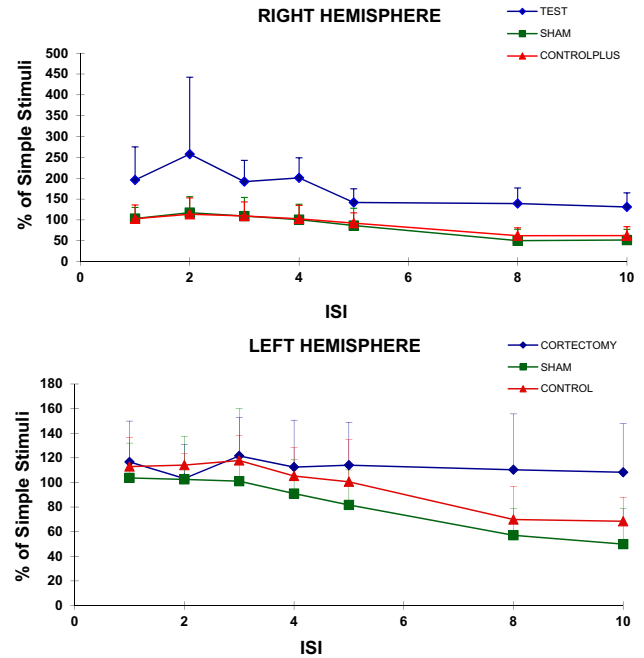 RIGHT HEMISPHERE
TEST
SHAM
CONTROLPLUS
% of Simple Stimuli
500
450
400
350
300
250
200
150
100
50
0
0 2 4 6 8 10
ISI
LEFT HEMISPHERE
CORTECTOMY
SHAM
CONTROL
% of Simple Stimuli
180
160
140
120
100
80
60
40
20
0
0 2 4 6 8 10
ISI